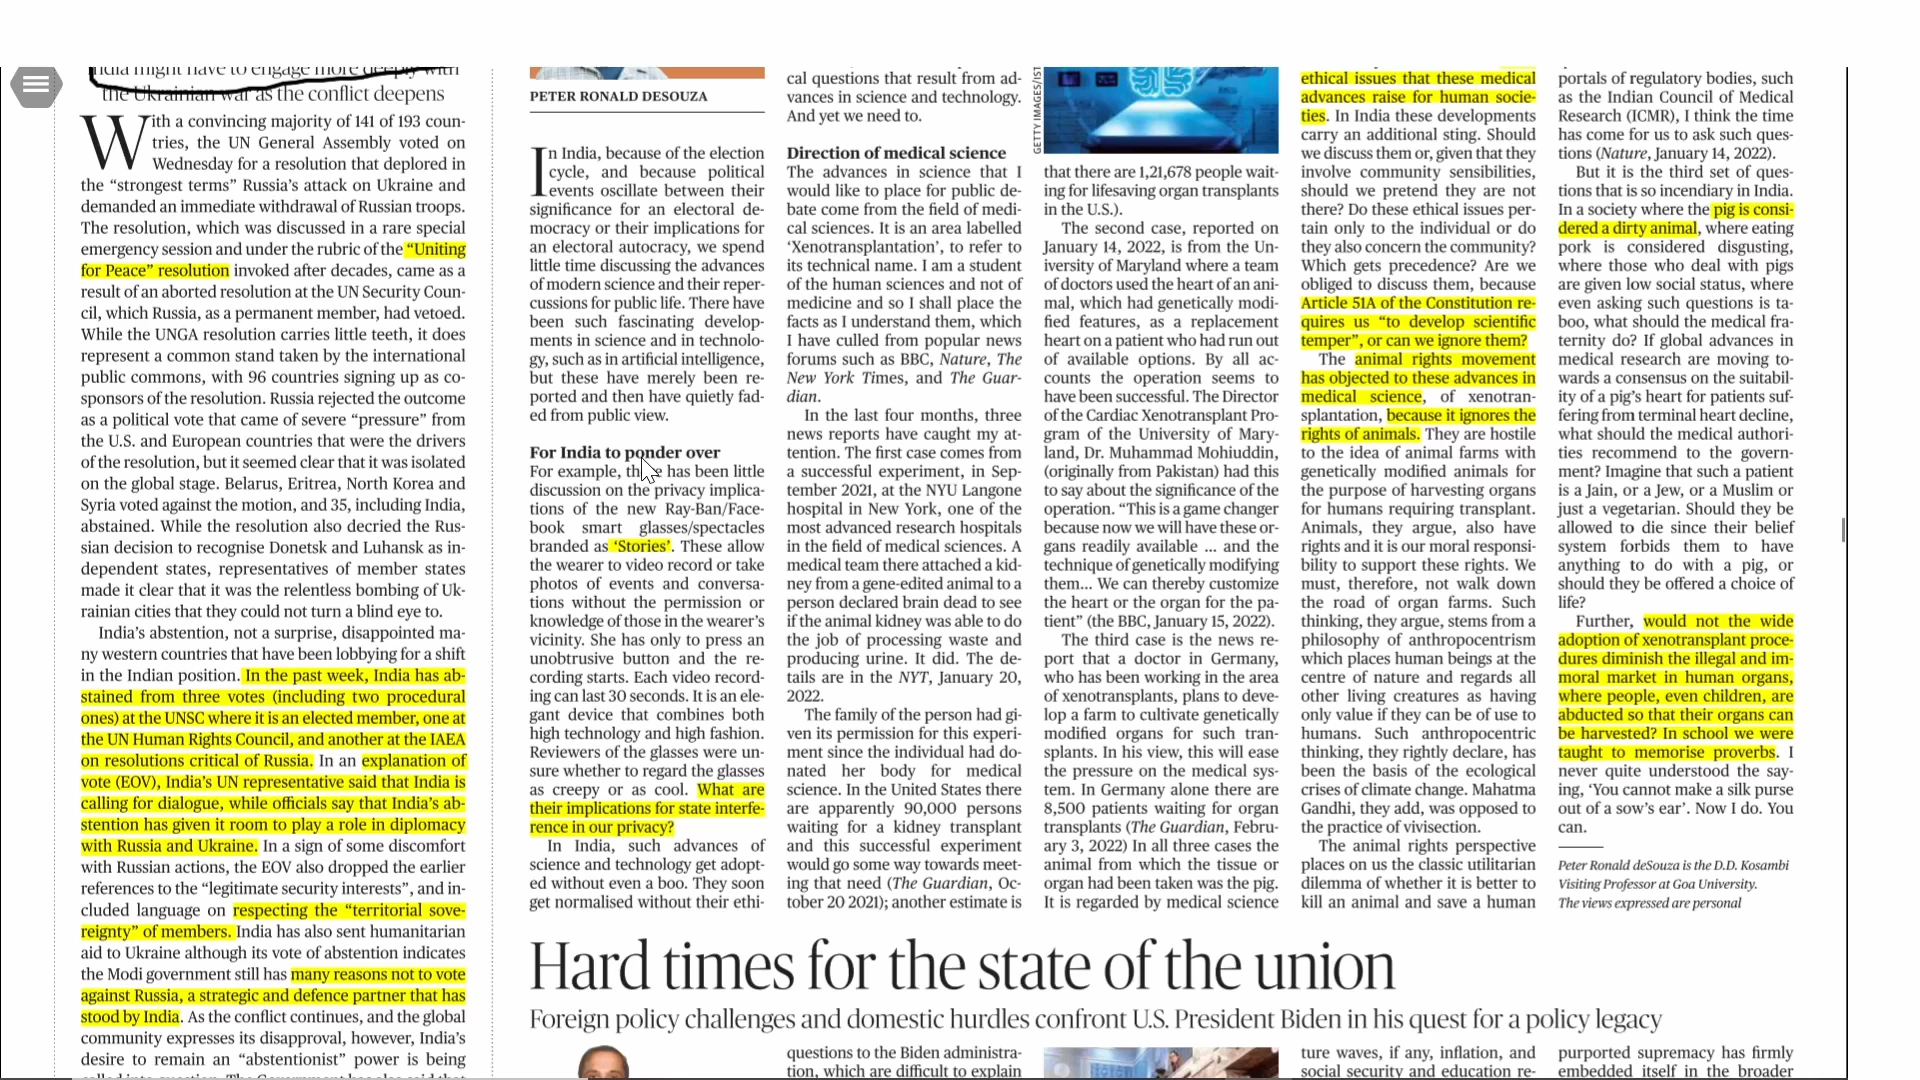 India might have to engage more deeply with
the Ukrainian war as the conflict deepens
With a convincing majority of 141 of 193 coun-
tries, the UN General Assembly voted on
Wednesday for a resolution that deplored in
the “strongest terms” Russia’s attack on Ukraine and
demanded an immediate withdrawal of Russian troops.
The resolution, which was discussed in a rare special
emergency session and under the rubric of the “Uniting
for Peace” resolution invoked after decades, came as a
result of an aborted resolution at the UN Security Coun-
cil, which Russia, as a permanent member, had vetoed.
While the UNGA resolution carries little teeth, it does
represent a common stand taken by the international
public commons, with 96 countries signing up as co-
sponsors of the resolution. Russia rejected the outcome
as a political vote that came of severe “pressure” from
the U.S. and European countries that were the drivers
of the resolution, but it seemed clear that it was isolated
on the global stage. Belarus, Eritrea, North Korea and
Syria voted against the motion, and 35, including India,
abstained. While the resolution also decried the Rus-
sian decision to recognise Donetsk and Luhansk as in-
dependent states, representatives of member states
made it clear that it was the relentless bombing of Uk-
rainian cities that they could not turn a blind eye to.
India’s abstention, not a surprise, disappointed ma-
ny western countries that have been lobbying for a shift
in the Indian position. In the past week, India has ab-
stained from three votes (including two procedural
ones) at the UNSC where it is an elected member, one at
the UN Human Rights Council, and another at the IAEA
on resolutions critical of Russia. In an explanation of
vote (EOV), India’s UN representative said that India is
calling for dialogue, while officials say that India’s ab-
stention has given it room to play a role in diplomacy
with Russia and Ukraine. In a sign of some discomfort
with Russian actions, the EOV also dropped the earlier
references to the “legitimate security interests”, and in-
cluded language on respecting the “territorial sove-
reignty” of members. India has also sent humanitarian
aid to Ukraine although its vote of abstention indicates
the Modi government still has many reasons not to vote
against Russia, a strategic and defence partner that has
stood by India. As the conflict continues, and the global
community expresses its disapproval, however, India’s
desire to remain an “abstentionist” power is being
PETER RONALD DESOUZA
In India, because of the election
cycle, and because political
events oscillate between their
significance for an electoral de-
mocracy or their implications for
an electoral autocracy, we spend
little time discussing the advances
of modern science and their reper-
cussions for public life. There have
been such fascinating develop-
ments in science and in technolo-
gy, such as in artificial intelligence,
but these have merely been re-
ported and then have quietly fad-
ed from public view.
For India to ponder over
For example, there has been little
discussion on the privacy implica-
tions of the new Ray-Ban/Face-
book smart glasses/spectacles
branded as ‘Stories’. These allow
the wearer to video record or take
photos of events and conversa-
tions without the permission or
knowledge of those in the wearer’s
vicinity. She has only to press an
unobtrusive button and the re-
cording starts. Each video record-
ing can last 30 seconds. It is an ele-
gant device that combines both
high technology and high fashion.
Reviewers of the glasses were un-
sure whether to regard the glasses
as creepy or as cool. What are
their implications for state interfe-
rence in our privacy?
In India, such advances of
science and technology get adopt-
ed without even a boo. They soon
get normalised without their ethi-
cal questions that result from ad-
vances in science and technology.
And yet we need to.
Direction of medical science
The advances in science that I
would like to place for public de-
bate come from the field of medi-
cal sciences. It is an area labelled
‘Xenotransplantation’, to refer to
its technical name. I am a student
of the human sciences and not of
medicine and so I shall place the
facts as I understand them, which
I have culled from popular news
forums such as BBC, Nature, The
New York Times, and The Guar-
dian.
In the last four months, three
news reports have caught my at-
tention. The first case comes from
a successful experiment, in Sep-
tember 2021, at the NYU Langone
hospital in New York, one of the
most advanced research hospitals
in the field of medical sciences. A
medical team there attached a kid-
ney from a gene-edited animal to a
person declared brain dead to see
if the animal kidney was able to do
the job of processing waste and
producing urine. It did. The de-
tails are in the NYT, January 20,
2022.
The family of the person had gi-
ven its permission for this experi-
ment since the individual had do-
nated her body for medical
science. In the United States there
are apparently 90,000 persons
waiting for a kidney transplant
and this successful experiment
would go some way towards meet-
ing that need (The Guardian, Oc-
tober 20 2021); another estimate is
GETTY IMAGES/IST
that there are 1,21,678 people wait-
ing for lifesaving organ transplants
in the U.S.).
The second case, reported on
January 14, 2022, is from the Un-
iversity of Maryland where a team
of doctors used the heart of an ani-
mal, which had genetically modi-
fied features, as a replacement
heart on a patient who had run out
of available options. By all ac-
counts the operation seems to
have been successful. The Director
of the Cardiac Xenotransplant Pro-
gram of the University of Mary-
land, Dr. Muhammad Mohiuddin,
(originally from Pakistan) had this
to say about the significance of the
operation. “This is a game changer
because now we will have these or-
gans readily available ... and the
technique of genetically modifying
them... We can thereby customize
the heart or the organ for the pa-
tient” (the BBC, January 15, 2022).
The third case is the news re-
port that a doctor in Germany,
who has been working in the area
of xenotransplants, plans to deve-
lop a farm to cultivate genetically
modified organs for such tran-
splants. In his view, this will ease
the pressure on the medical sys-
tem. In Germany alone there are
8,500 patients waiting for organ
transplants (The Guardian, Febru-
ary 3, 2022) In all three cases the
animal from which the tissue or
organ had been taken was the pig.
It is regarded by medical science
ethical issues that these medical
advances raise for human socie-
ties. In India these developments
carry an additional sting. Should
we discuss them or, given that they
involve community sensibilities,
should we pretend they are not
there? Do these ethical issues per-
tain only to the individual or do
they also concern the community?
Which gets precedence? Are we
obliged to discuss them, because
Article 51A of the Constitution re-
quires us “to develop scientific
temper”, or can we ignore them?
The animal rights movement
has objected to these advances in
medical science, of xenotran-
splantation, because it ignores the
rights of animals. They are hostile
to the idea of animal farms with
genetically modified animals for
the purpose of harvesting organs
for humans requiring transplant.
Animals, they argue, also have
rights and it is our moral responsi-
bility to support these rights. We
must, therefore, not walk down
the road of organ farms. Such
thinking, they argue, stems from a
philosophy of anthropocentrism
which places human beings at the
centre of nature and regards all
other living creatures as having
only value if they can be of use to
humans. Such anthropocentric
thinking, they rightly declare, has
been the basis of the ecological
crises of climate change. Mahatma
Gandhi, they add, was opposed to
the practice of vivisection.
The animal rights perspective
places on us the classic utilitarian
dilemma of whether it is better to
kill an animal and save a human
portals of regulatory bodies, such
as the Indian Council of Medical
Research (ICMR), I think the time
has come for us to ask such ques-
tions (Nature, January 14, 2022).
But it is the third set of ques-
tions that is so incendiary in India.
In a society where the pig is consi-
dered a dirty animal, where eating
pork is considered disgusting,
where those who deal with pigs
are given low social status, where
even asking such questions is ta-
boo, what should the medical fra-
ternity do? If global advances in
medical research are moving to-
wards a consensus on the suitabil-
ity of a pig’s heart for patients suf-
fering from terminal heart decline,
what should the medical authori-
ties recommend to the govern-
ment? Imagine that such a patient
is a Jain, or a Jew, or a Muslim or
just a vegetarian. Should they be
allowed to die since their belief
system forbids them to have
anything to do with a pig, or
should they be offered a choice of
life?
Further, would not the wide
adoption of xenotransplant proce-
dures diminish the illegal and im-
moral market in human organs,
where people, even children, are
abducted so that their organs can
be harvested? In school we were
taught to memorise proverbs. I
never quite understood the say-
ing, ‘You cannot make a silk purse
out of a sow’s ear’. Now I do. You
can.
Peter Ronald deSouza is the D.D. Kosambi
Visiting Professor at Goa University.
The views expressed are personal
Hard times for the state of the union
Foreign policy challenges and domestic hurdles confront U.S. President Biden in his quest for a policy legacy
questions to the Biden administra-
tion, which are difficult to explain
ture waves, if any, inflation, and
social security and education re-
purported supremacy has firmly
embedded itself in the broader